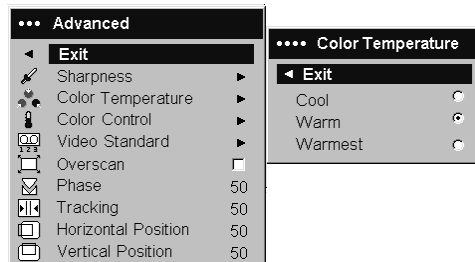 ••• Advanced
Exit
Sharpness
Color Temperature
Color Control
Video Standard
Overscan
Phase 50
Tracking 50
Horizontal Position 50
Vertical Position 50
•••• Color Temperature
Exit
Cool
Warm
Warmest